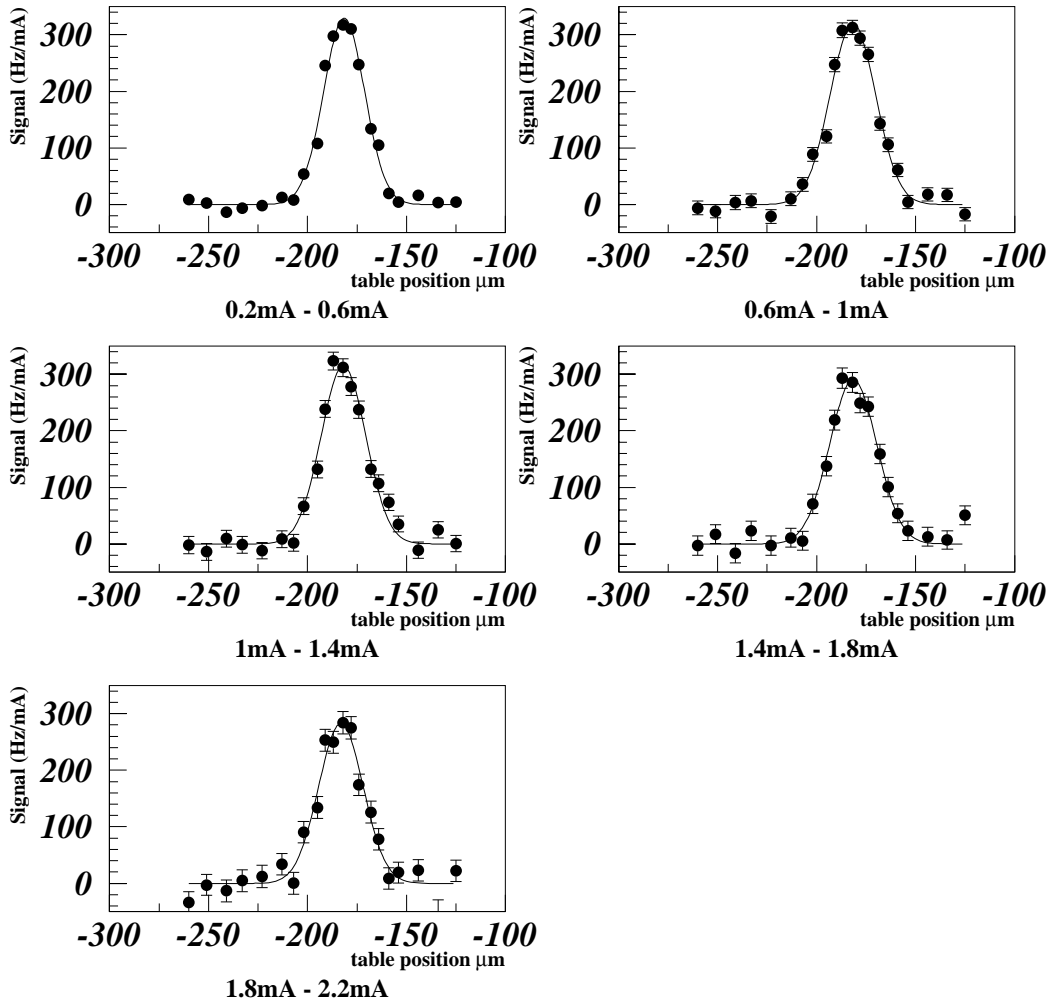 Signal (Hz/mA)
300
200
100
0
-300 -250 -200 -150 -100
table position μm
0.2mA - 0.6mA
Signal (Hz/mA)
300
200
100
0
-300 -250 -200 -150 -100
table position μm
0.6mA - 1mA
Signal (Hz/mA)
300
200
100
0
-300 -250 -200 -150 -100
table position μm
1mA - 1.4mA
Signal (Hz/mA)
300
200
100
0
-300 -250 -200 -150 -100
table position μm
1.4mA - 1.8mA
Signal (Hz/mA)
300
200
100
0
-300 -250 -200 -150 -100
table position μm
1.8mA - 2.2mA